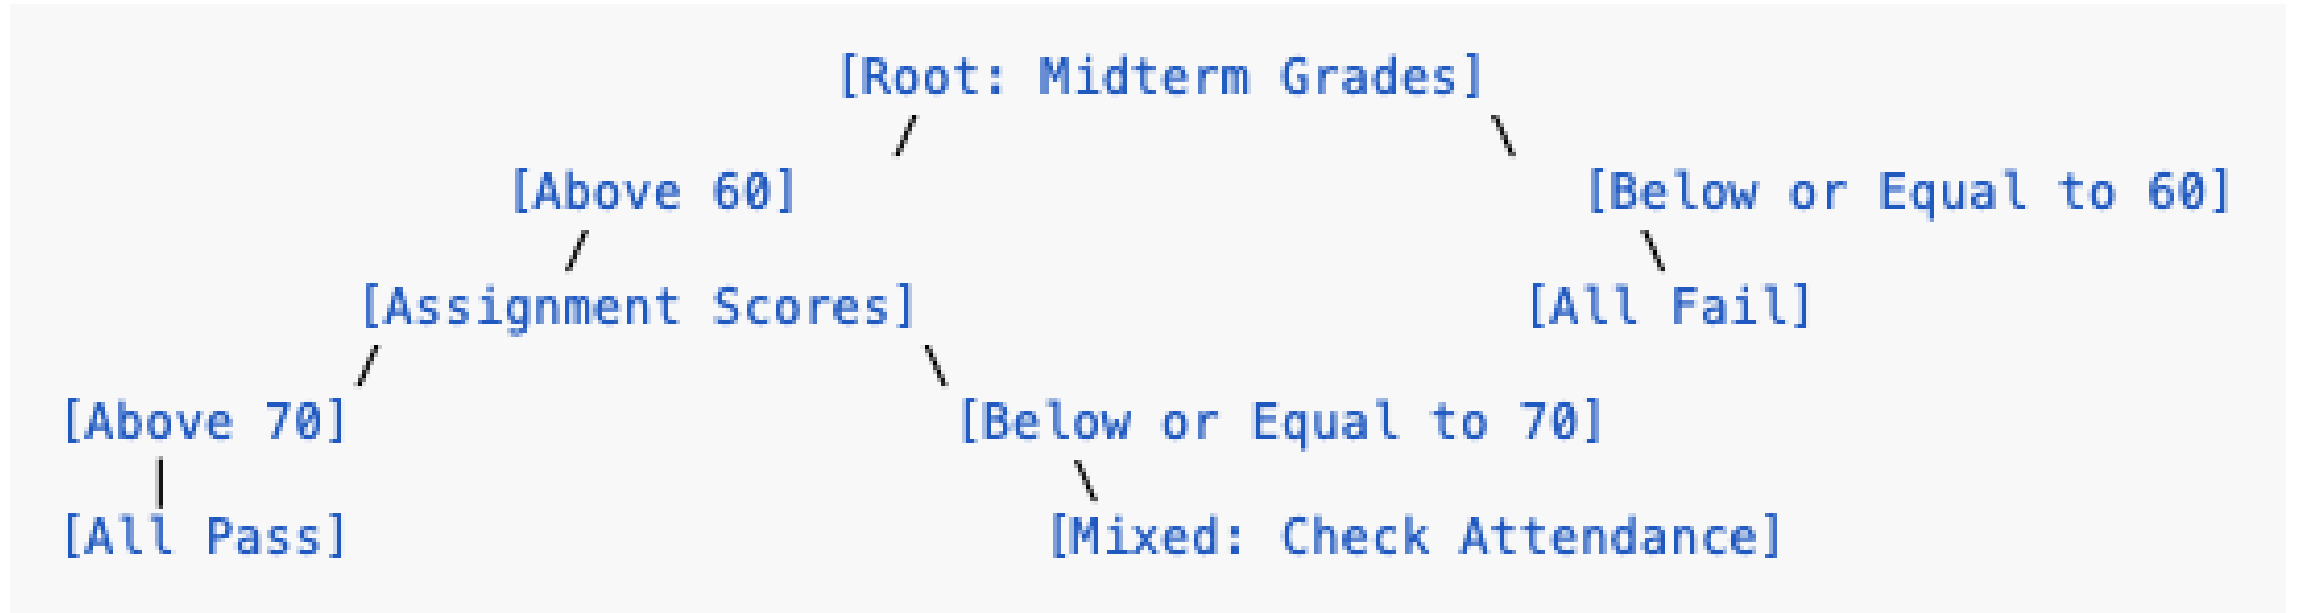 [Root: Midterm Grades]
[Above 60] [Below or Equal to 60]
[Assignment Scores] [All Fail]
[Above 70] [Below or Equal to 70]
[All Pass] [Mixed: Check Attendance]